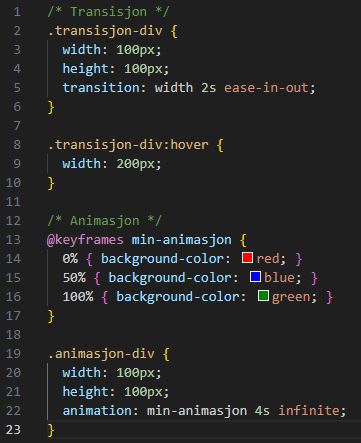 1 /* Transisjon */
2 .transisjon-div {
3   width: 100px;
4   height: 100px;
5   transition: width 2s ease-in-out;
6 }
7
8 .transisjon-div:hover {
9   width: 200px;
10 }
11
12 /* Animasjon */
13 @keyframes min-animasjon {
14   0% { background-color: red; }
15   50% { background-color: blue; }
16   100% { background-color: green; }
17 }
18
19 .animasjon-div {
20   width: 100px;
21   height: 100px;
22   animation: min-animasjon 4s infinite;
23 }